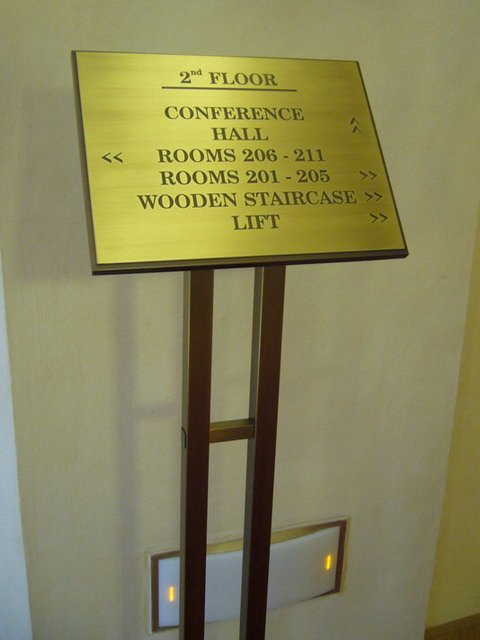 2nd FLOOR
CONFERENCE
HALL
<< ROOMS 206 - 211
ROOMS 201 - 205 >>
WOODEN STAIRCASE >>
LIFT >>